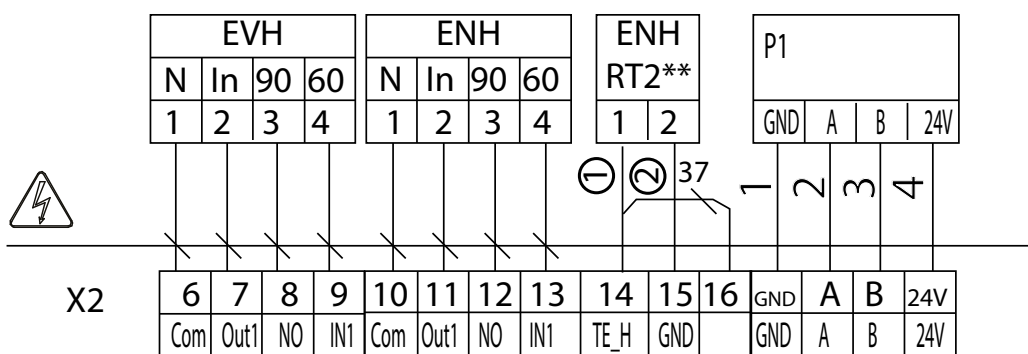 EVH ENH ENH P1
N In 90 60 N In 90 60 RT2**
1 2 3 4 1 2 3 4 1 2 GND A B 24V
1 2 37 1 2 3 4
X2 6 7 8 9 10 11 12 13 14 15 16 GND A B 24V
Com Out1 NO IN1 Com Out1 NO IN1 TE_H GND GND A B 24V